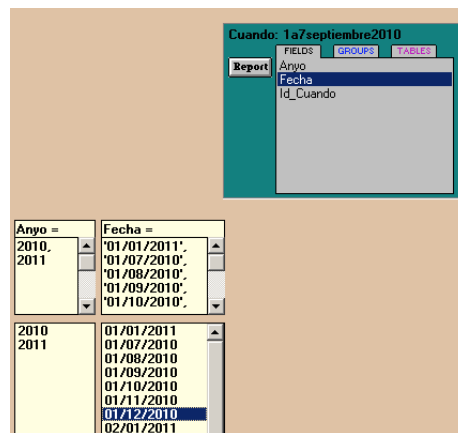 Cuando: 1a7septiembre2010
FIELDS GROUPS TABLES
Report
Anyo
Fecha
Id_Cuando
Anyo =
2010,
2011
Fecha =
'01/01/2011',
'01/07/2010',
'01/08/2010',
'01/09/2010',
'01/10/2010',
2010
2011
01/01/2011
01/07/2010
01/08/2010
01/09/2010
01/10/2010
01/11/2010
01/12/2010
02/01/2011